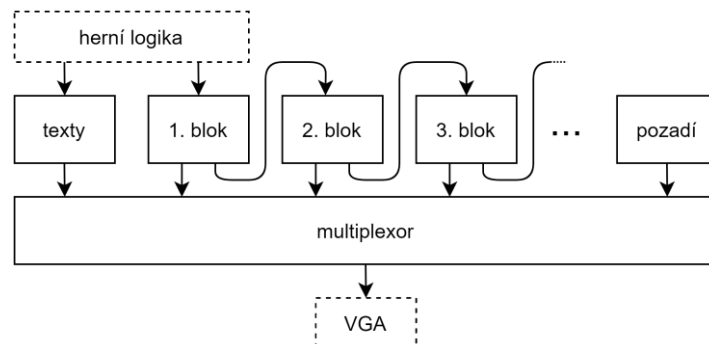 herní logika
texty
1. blok
2. blok
3. blok
...
pozadí
multiplexor
VGA